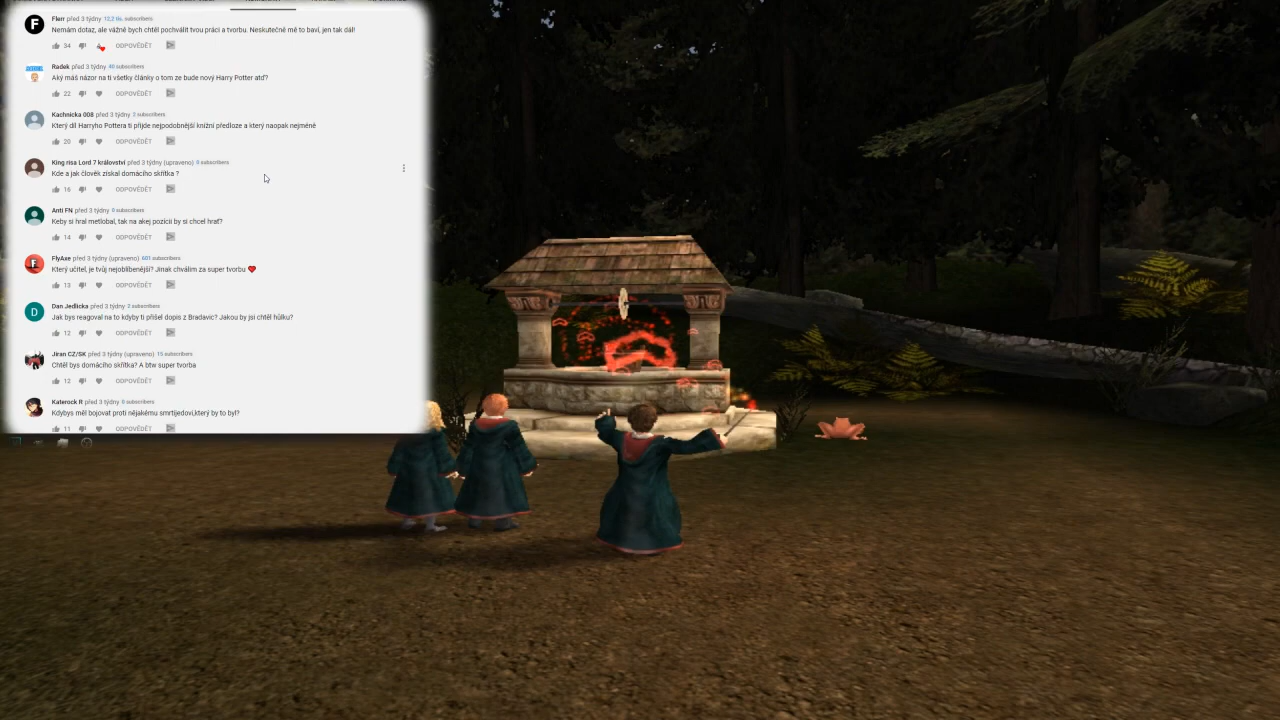 F
Flerr před 3 týdny 12,2 tis. subscribers
Nemám dotaz, ale vážně bych chtěl pochválit tvou práci a tvorbu. Neskutečně mě to baví, jen tak dál!
34 ODPOVĚDĚT
Radek před 3 týdny 40 subscribers
Aký máš názor na ti všetky články o tom ze bude nový Harry Potter atď?
22 ODPOVĚDĚT
Kachnicka 008 před 3 týdny 2 subscribers
Který díl Harryho Pottera ti přijde nejpodobnější knižní předloze a který naopak nejméně
20 ODPOVĚDĚT
King risa Lord 7 království před 3 týdny (upraveno) 0 subscribers
Kde a jak člověk získal domácího skřítka ?
16 ODPOVĚDĚT
Anti FN před 3 týdny 0 subscribers
Keby si hral metlobal, tak na akej pozícii by si chcel hrať?
14 ODPOVĚDĚT
FlyAxe před 3 týdny (upraveno) 601 subscribers
Který učitel, je tvůj nejoblíbenější? Jinak chválím za super tvorbu ❤
13 ODPOVĚDĚT
D
Dan Jedlicka před 3 týdny 2 subscribers
Jak bys reagoval na to kdyby ti přišel dopis z Bradavic? Jakou by jsi chtěl hůlku?
12 ODPOVĚDĚT
Jiran CZ/SK před 3 týdny (upraveno) 15 subscribers
Chtěl bys domácího skřítka? A btw super tvorba
12 ODPOVĚDĚT
Katerock R před 3 týdny 8 subscribers
Kdybys měl bojovat proti nějakému smrtijedovi,který by to byl?
11 ODPOVĚDĚT